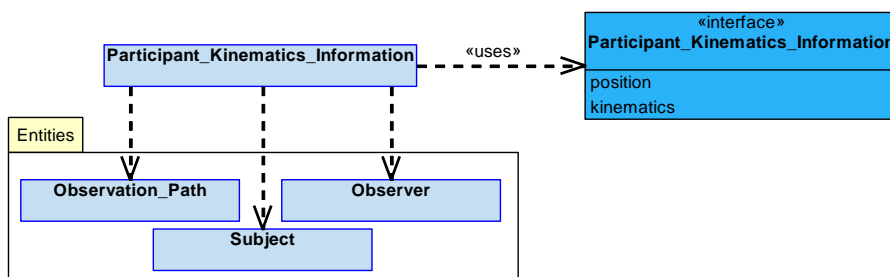 «interface»
Participant_Kinematics_Information
«uses»
Participant_Kinematics_Information
position
kinematics
Entities
Observation_Path
Observer
Subject